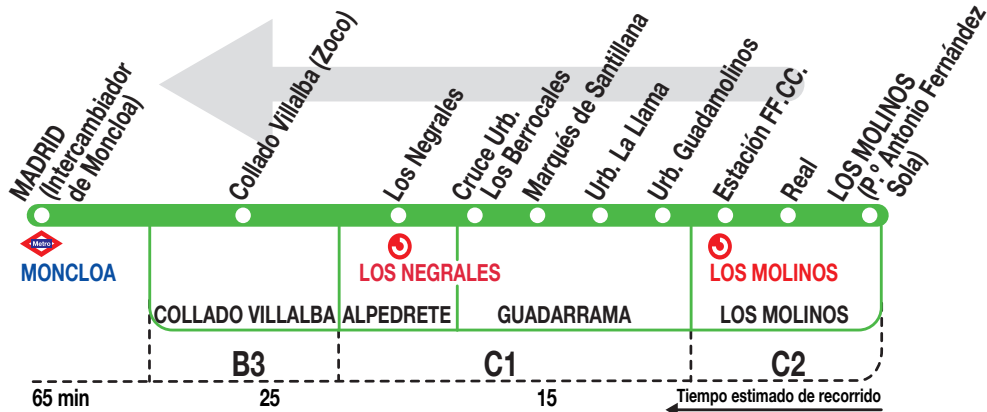 MADRID
(Intercambiador
de Moncloa)
Collado Villalba (Zoco)
Los Negrales
Cruce Urb.
Los Berrocales
Marqués de Santillana
Urb. La Llama
Urb. Guadamolinos
Estación FF.CC.
Real
LOS MOLINOS
(P.º Antonio Fernández
Sola)
Metro
MONCLOA
LOS NEGRALES
LOS MOLINOS
COLLADO VILLALBA
ALPEDRETE
GUADARRAMA
LOS MOLINOS
B3
C1
C2
65 min
25
15
Tiempo estimado de recorrido